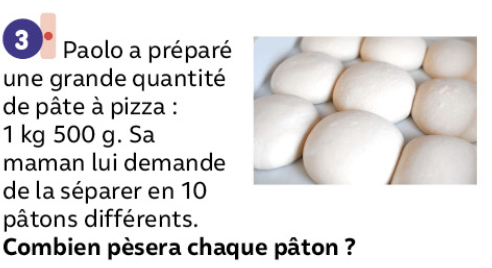 3 Paolo a préparé
une grande quantité
de pâte à pizza :
1 kg 500 g. Sa
maman lui demande
de la séparer en 10
pâtons différents.
Combien pèsera chaque pâton ?